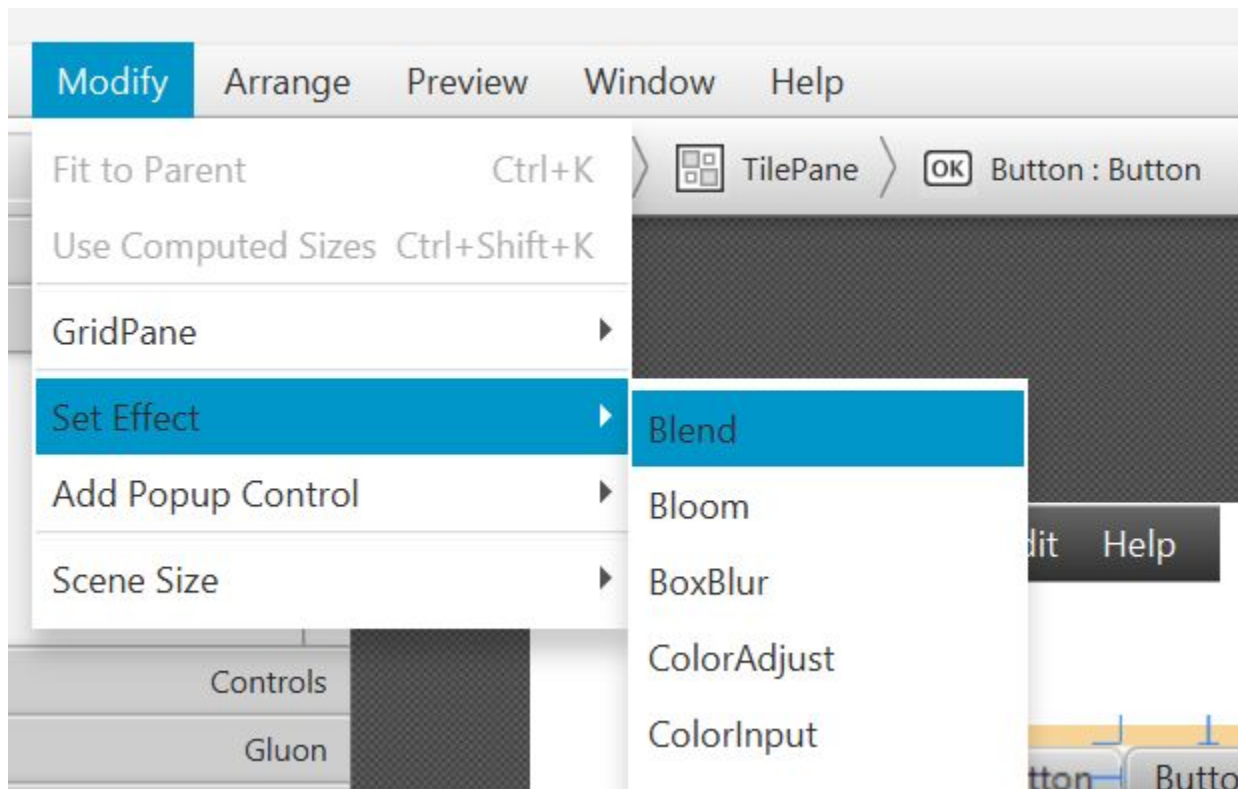 Modify Arrange Preview Window Help
Fit to Parent Ctrl+K
TilePane OK Button : Button
Use Computed Sizes Ctrl+Shift+K
GridPane
Set Effect
Blend
Add Popup Control
Bloom
Help
Scene Size
BoxBlur
ColorAdjust
Controls
ColorInput
Gluon